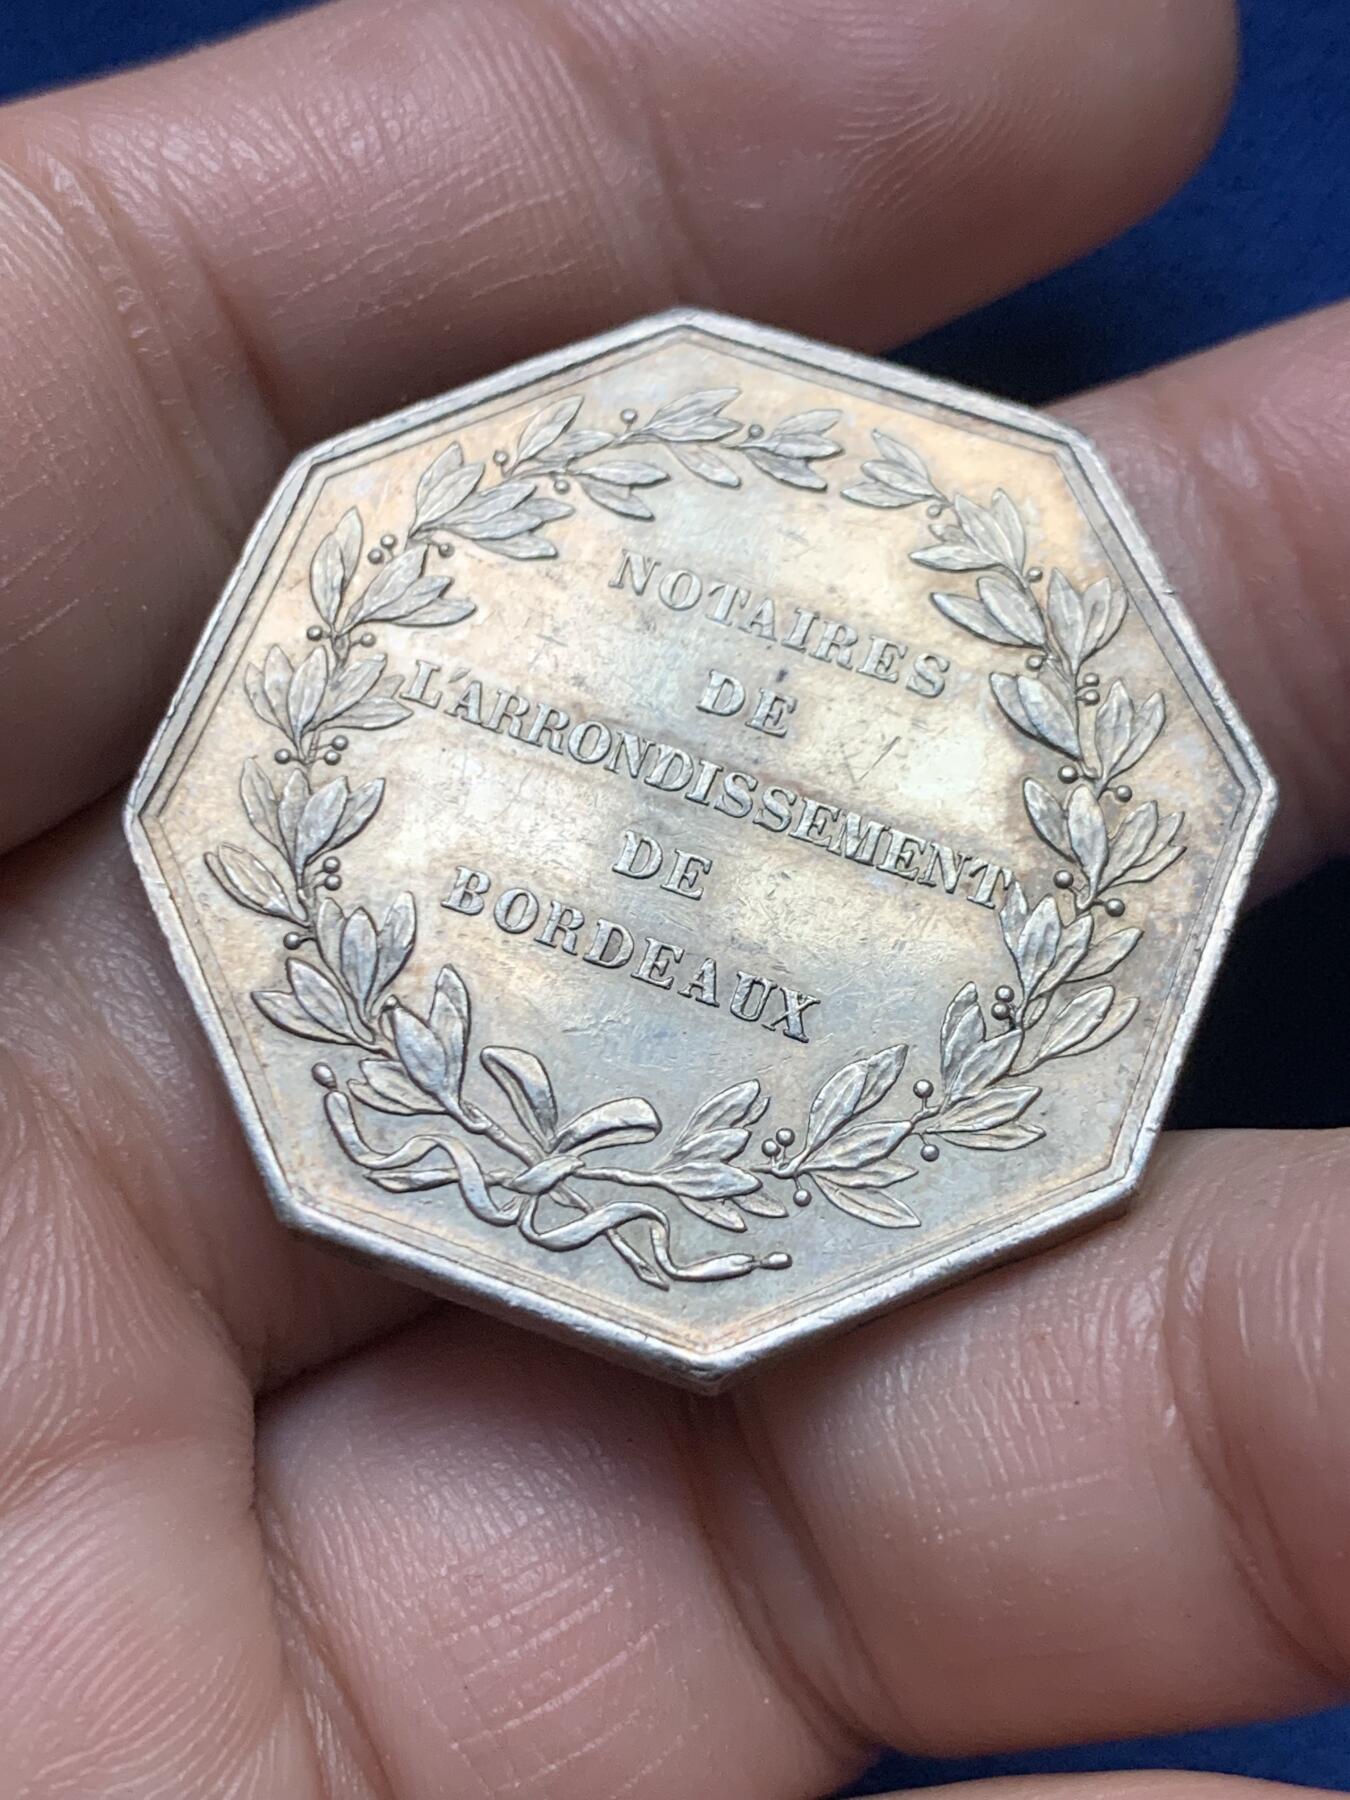 NOTAIRES
DE
L'ARRONDISSEMENT
DE
BORDEAUX